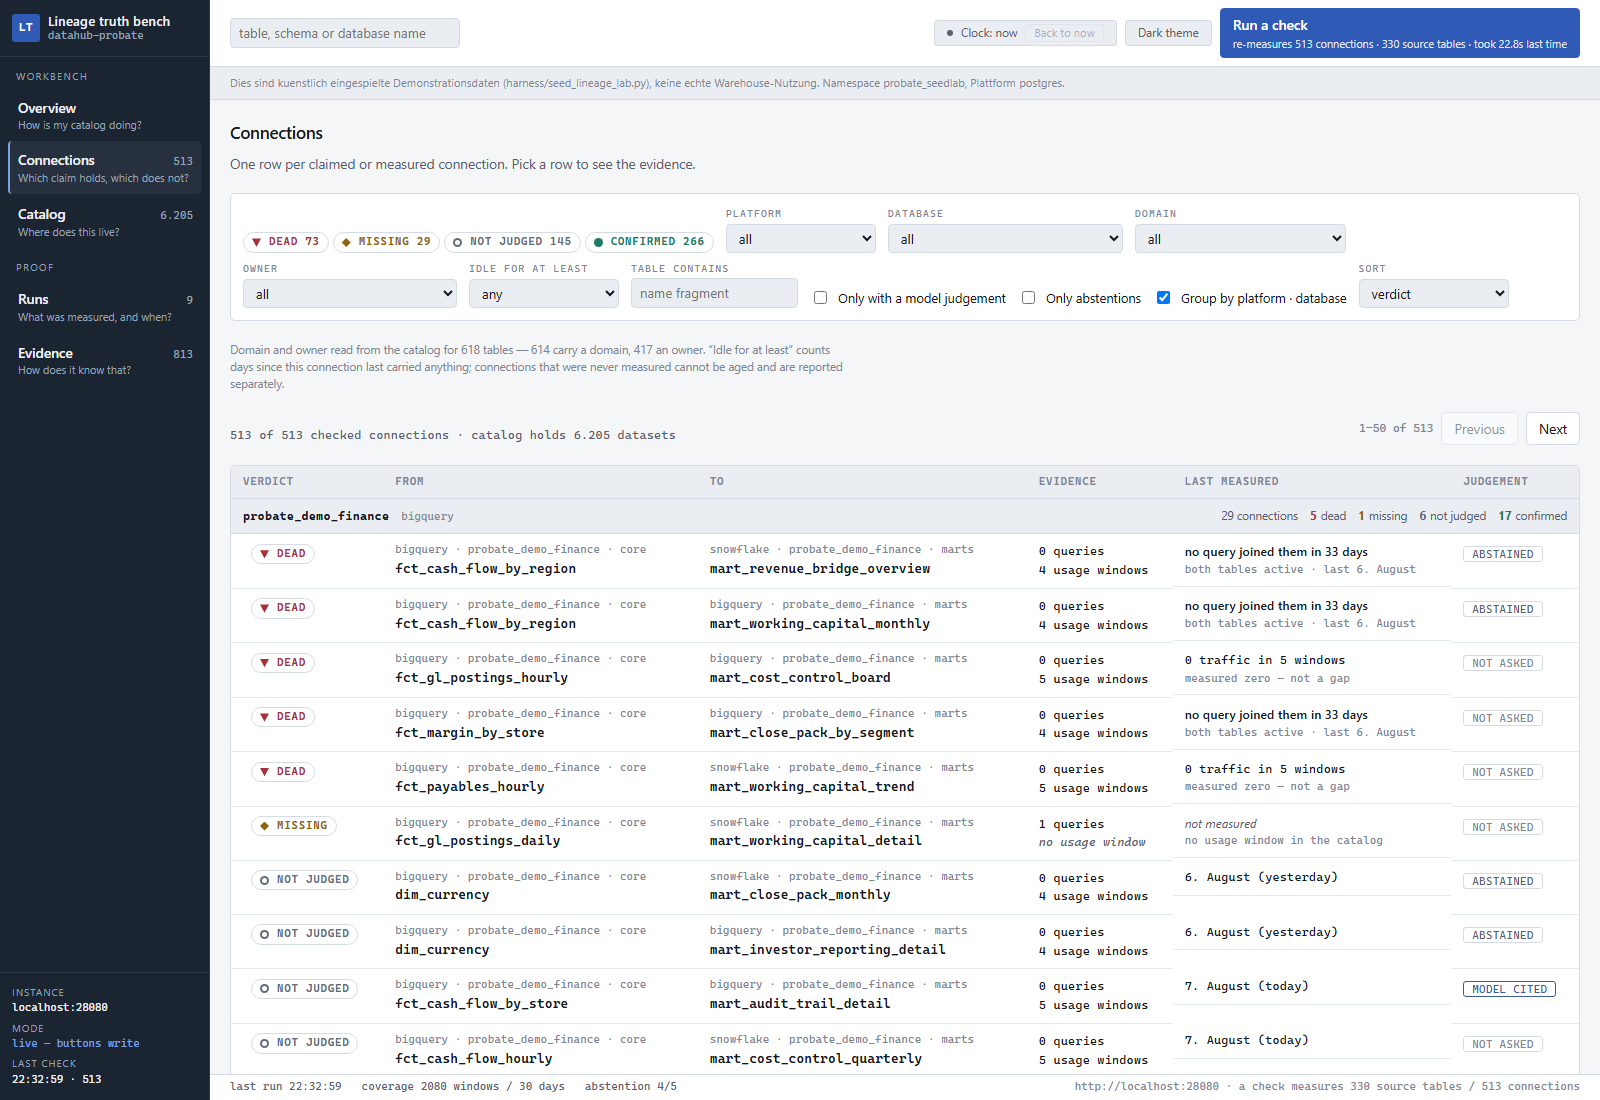 LT
Lineage truth bench
datahub-probate
WORKBENCH
Overview
How is my catalog doing?
Connections 513
Which claim holds, which does not?
Catalog 6.205
Where does this live?
PROOF
Runs 9
What was measured, and when?
Evidence 813
How does it know that?
INSTANCE
localhost:28080
MODE
live — buttons write
LAST CHECK
22:32:59 · 513
table, schema or database name
Clock: now Back to now
Dark theme
Run a check
re-measures 513 connections · 330 source tables · took 22.8s last time
Dies sind kuenstlich eingespielte Demonstrationsdaten (harness/seed_lineage_lab.py), keine echte Warehouse-Nutzung. Namespace probate_seedlab, Plattform postgres.
Connections
One row per claimed or measured connection. Pick a row to see the evidence.
DEAD 73 MISSING 29 NOT JUDGED 145 CONFIRMED 266
PLATFORM DATABASE DOMAIN
all all all
OWNER IDLE FOR AT LEAST TABLE CONTAINS SORT
all any name fragment Only with a model judgement Only abstentions Group by platform · database verdict
Domain and owner read from the catalog for 618 tables — 614 carry a domain, 417 an owner. “Idle for at least” counts
days since this connection last carried anything; connections that were never measured cannot be aged and are reported
separately.
513 of 513 checked connections · catalog holds 6.205 datasets
1–50 of 513 Previous Next
VERDICT FROM TO EVIDENCE LAST MEASURED JUDGEMENT
probate_demo_finance bigquery 29 connections 5 dead 1 missing 6 not judged 17 confirmed
DEAD bigquery · probate_demo_finance · core snowflake · probate_demo_finance · marts 0 queries no query joined them in 33 days ABSTAINED
fct_cash_flow_by_region mart_revenue_bridge_overview 4 usage windows both tables active · last 6. August
DEAD bigquery · probate_demo_finance · core bigquery · probate_demo_finance · marts 0 queries no query joined them in 33 days ABSTAINED
fct_cash_flow_by_region mart_working_capital_monthly 4 usage windows both tables active · last 6. August
DEAD bigquery · probate_demo_finance · core bigquery · probate_demo_finance · marts 0 queries 0 traffic in 5 windows NOT ASKED
fct_gl_postings_hourly mart_cost_control_board 5 usage windows measured zero — not a gap
DEAD bigquery · probate_demo_finance · core bigquery · probate_demo_finance · marts 0 queries no query joined them in 33 days NOT ASKED
fct_margin_by_store mart_close_pack_by_segment 4 usage windows both tables active · last 6. August
DEAD bigquery · probate_demo_finance · core snowflake · probate_demo_finance · marts 0 queries 0 traffic in 5 windows NOT ASKED
fct_payables_hourly mart_working_capital_trend 5 usage windows measured zero — not a gap
MISSING bigquery · probate_demo_finance · core snowflake · probate_demo_finance · marts 1 queries not measured NOT ASKED
fct_gl_postings_daily mart_working_capital_detail no usage window no usage window in the catalog
NOT JUDGED bigquery · probate_demo_finance · core snowflake · probate_demo_finance · marts 0 queries 6. August (yesterday) ABSTAINED
dim_currency mart_close_pack_monthly 4 usage windows
NOT JUDGED bigquery · probate_demo_finance · core bigquery · probate_demo_finance · marts 0 queries 6. August (yesterday) ABSTAINED
dim_currency mart_investor_reporting_detail 4 usage windows
NOT JUDGED bigquery · probate_demo_finance · core bigquery · probate_demo_finance · marts 0 queries 7. August (today) MODEL CITED
fct_cash_flow_by_store mart_audit_trail_detail 5 usage windows
NOT JUDGED bigquery · probate_demo_finance · core snowflake · probate_demo_finance · marts 0 queries 7. August (today) NOT ASKED
fct_cash_flow_hourly mart_cost_control_quarterly 5 usage windows
last run 22:32:59 coverage 2080 windows / 30 days abstention 4/5
http://localhost:28080 · a check measures 330 source tables / 513 connections